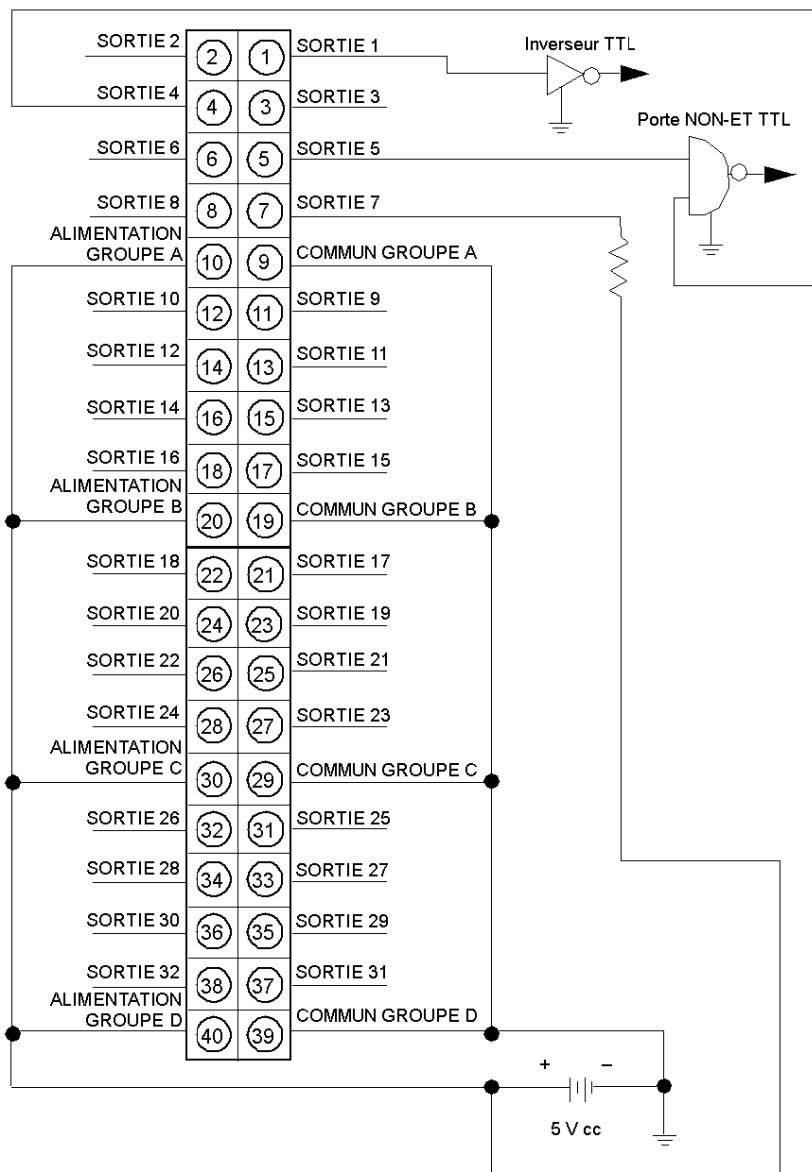 SORTIE 2
2
1
SORTIE 1
Inverseur TTL
SORTIE 4
4
3
SORTIE 3
Porte NON-ET TTL
SORTIE 6
6
5
SORTIE 5
SORTIE 8
8
7
SORTIE 7
ALIMENTATION
GROUPE A
10
9
COMMUN GROUPE A
SORTIE 10
12
11
SORTIE 9
SORTIE 12
14
13
SORTIE 11
SORTIE 14
16
15
SORTIE 13
SORTIE 16
18
17
SORTIE 15
ALIMENTATION
GROUPE B
20
19
COMMUN GROUPE B
SORTIE 18
22
21
SORTIE 17
SORTIE 20
24
23
SORTIE 19
SORTIE 22
26
25
SORTIE 21
SORTIE 24
28
27
SORTIE 23
ALIMENTATION
GROUPE C
30
29
COMMUN GROUPE C
SORTIE 26
32
31
SORTIE 25
SORTIE 28
34
33
SORTIE 27
SORTIE 30
36
35
SORTIE 29
SORTIE 32
38
37
SORTIE 31
ALIMENTATION
GROUPE D
40
39
COMMUN GROUPE D
+ –
5 V cc